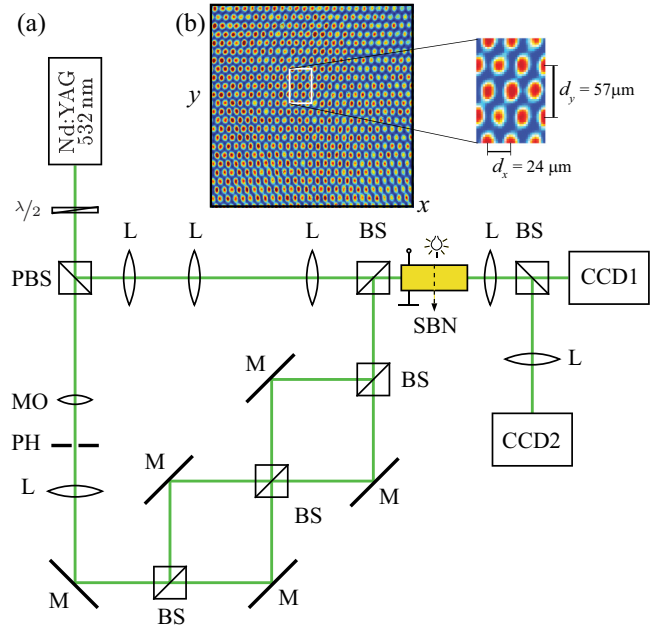 (a)
(b)
Nd:YAG
532 nm
y
x
d_y = 57μm
d_x = 24 μm
λ/2
PBS
L
L
L
BS
L
BS
CCD1
SBN
L
CCD2
M
BS
MO
PH
L
M
BS
M
M
BS
M